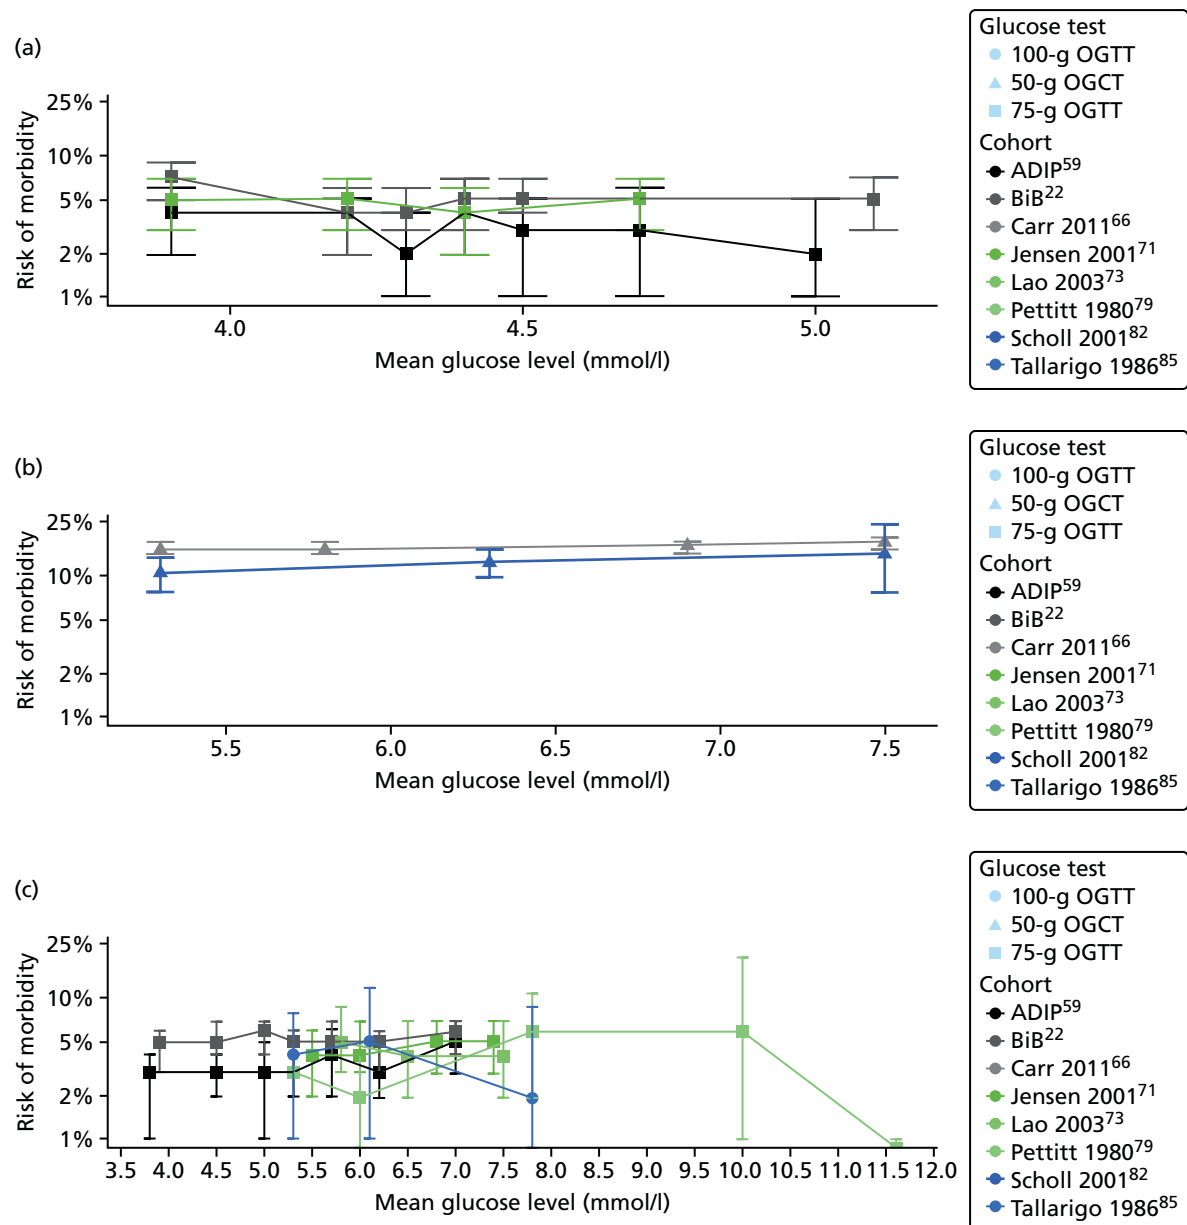 (a)
25%
10%
5%
2%
1%
Risk of morbidity
4.0 4.5 5.0
Mean glucose level (mmol/l)
Glucose test
100-g OGTT
50-g OGCT
75-g OGTT
Cohort
ADIP59
BiB22
Carr 201166
Jensen 200171
Lao 200373
Pettitt 198079
Scholl 200182
Tallarigo 198685
(b)
25%
10%
5%
2%
1%
Risk of morbidity
5.5 6.0 6.5 7.0 7.5
Mean glucose level (mmol/l)
Glucose test
100-g OGTT
50-g OGCT
75-g OGTT
Cohort
ADIP59
BiB22
Carr 201166
Jensen 200171
Lao 200373
Pettitt 198079
Scholl 200182
Tallarigo 198685
(c)
25%
10%
5%
2%
1%
Risk of morbidity
3.5 4.0 4.5 5.0 5.5 6.0 6.5 7.0 7.5 8.0 8.5 9.0 9.5 10.0 10.5 11.0 11.5 12.0
Mean glucose level (mmol/l)
Glucose test
100-g OGTT
50-g OGCT
75-g OGTT
Cohort
ADIP59
BiB22
Carr 201166
Jensen 200171
Lao 200373
Pettitt 198079
Scholl 200182
Tallarigo 198685